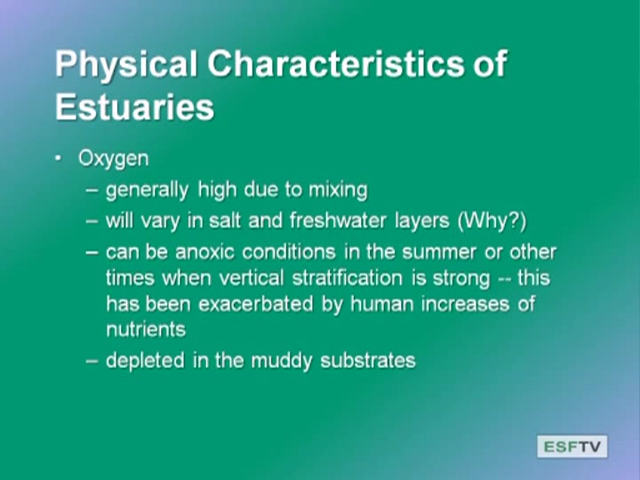 Physical Characteristics of
Estuaries
• Oxygen
– generally high due to mixing
– will vary in salt and freshwater layers (Why?)
– can be anoxic conditions in the summer or other
times when vertical stratification is strong -- this
has been exacerbated by human increases of
nutrients
– depleted in the muddy substrates
ESFTV